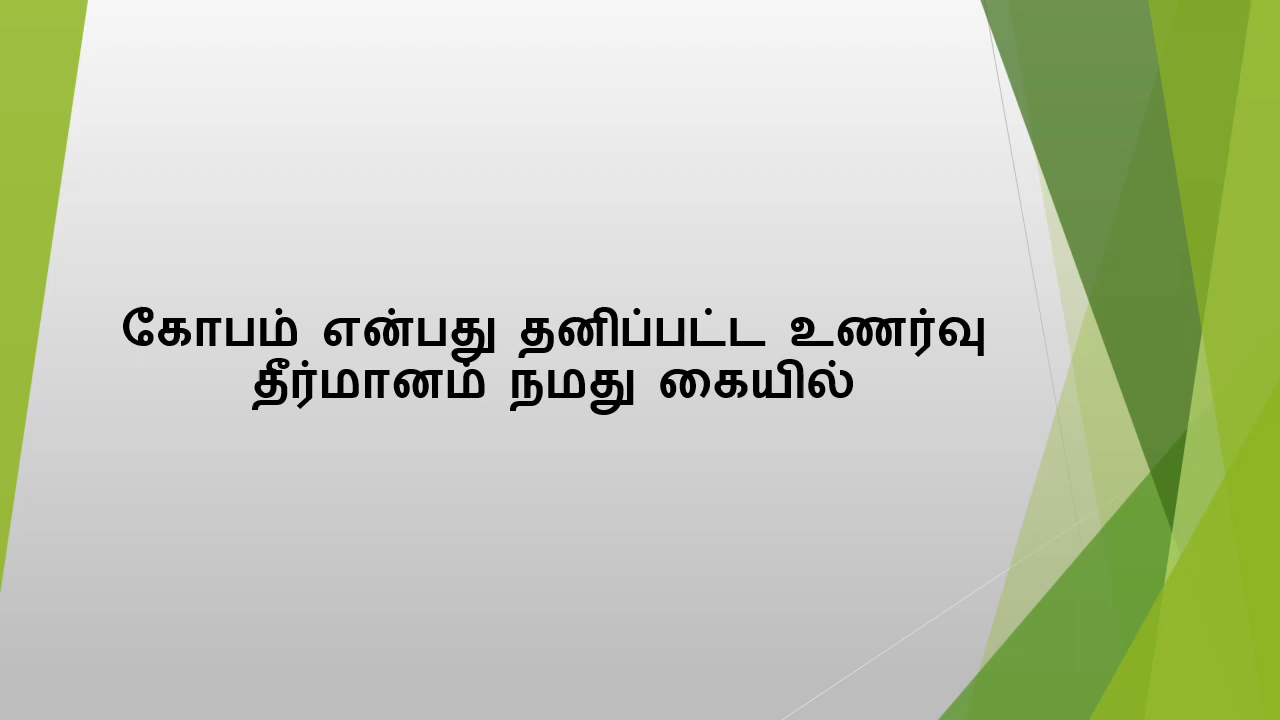 கோபம் என்பது தனிப்பட்ட உணர்வு
தீர்மானம் நமது கையில்